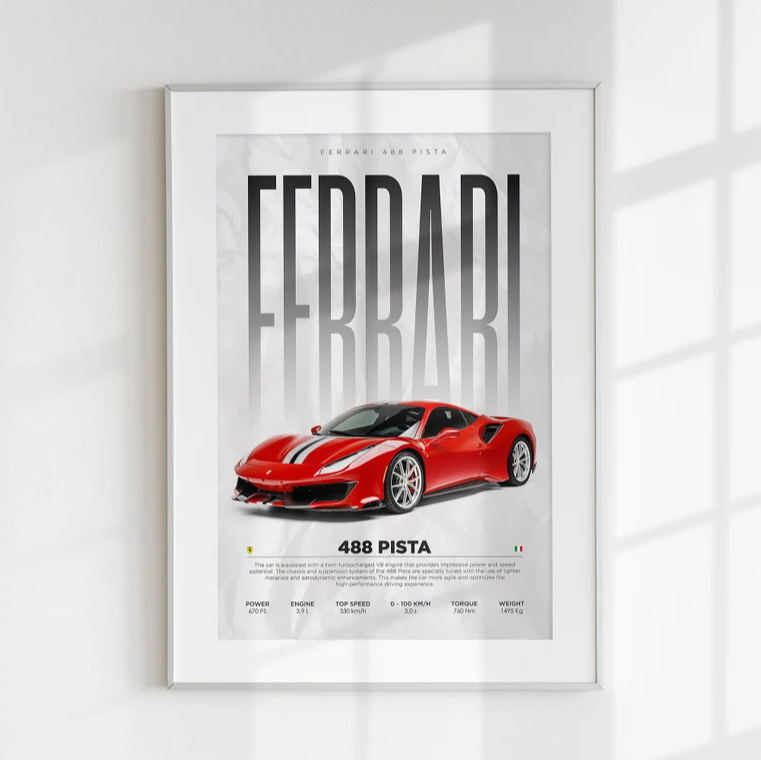 FERRARI 488 PISTA
FERRARI
488 PISTA
The car is equipped with a twin-turbocharged V8 engine that provides impressive power and speed
potential. The chassis and suspension system of the 488 Pista are specially tuned with the use of lighter
materials and aerodynamic enhancements. This makes the car more agile and optimizes the
high-performance driving experience.
POWER ENGINE TOP SPEED 0 - 100 KM/H TORQUE WEIGHT
670 PS 3.9 L 330 km/h 3,0 s 760 Nm 1495 Kg